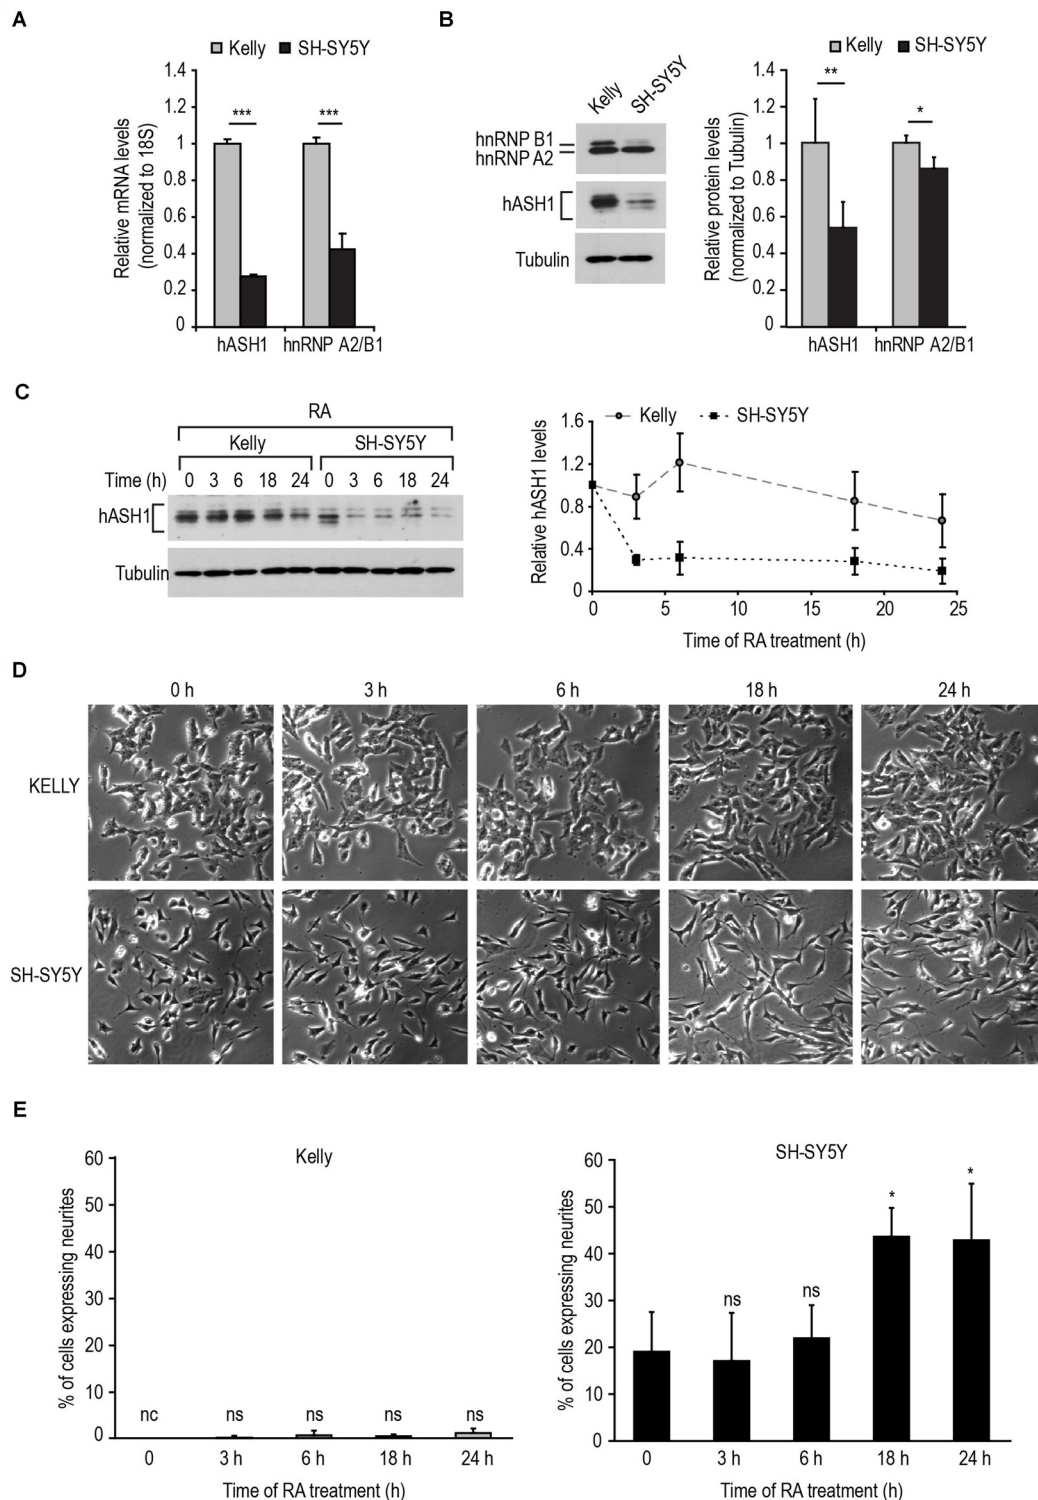 A
Kelly SH-SY5Y
Relative mRNA levels
(normalized to 18S)
1.4
1.2
1
0.8
0.6
0.4
0.2
0
*** ***
hASH1 hnRNP A2/B1
B
Kelly SH-SY5Y
hnRNP B1
hnRNP A2
hASH1
Tubulin
Kelly SH-SY5Y
Relative protein levels
(normalized to Tubulin)
1.4
1.2
1
0.8
0.6
0.4
0.2
0
** *
hASH1 hnRNP A2/B1
C
RA
Kelly SH-SY5Y
Time (h) 0 3 6 18 24 0 3 6 18 24
hASH1
Tubulin
Kelly SH-SY5Y
Relative hASH1 levels
1.6
1.2
0.8
0.4
0
0 5 10 15 20 25
Time of RA treatment (h)
D
0 h 3 h 6 h 18 h 24 h
KELLY
SH-SY5Y
E
Kelly
% of cells expressing neurites
60
50
40
30
20
10
0
nc ns ns ns ns
0 3 h 6 h 18 h 24 h
Time of RA treatment (h)
SH-SY5Y
% of cells expressing neurites
60
50
40
30
20
10
0
ns ns * *
0 3 h 6 h 18 h 24 h
Time of RA treatment (h)